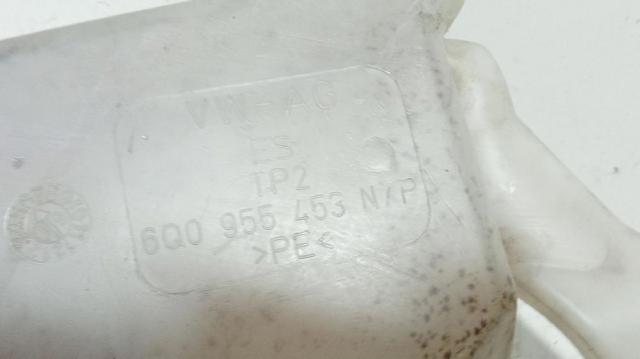 VW-AG
ES
TP2
6Q0 955 453 N/P
>PE<